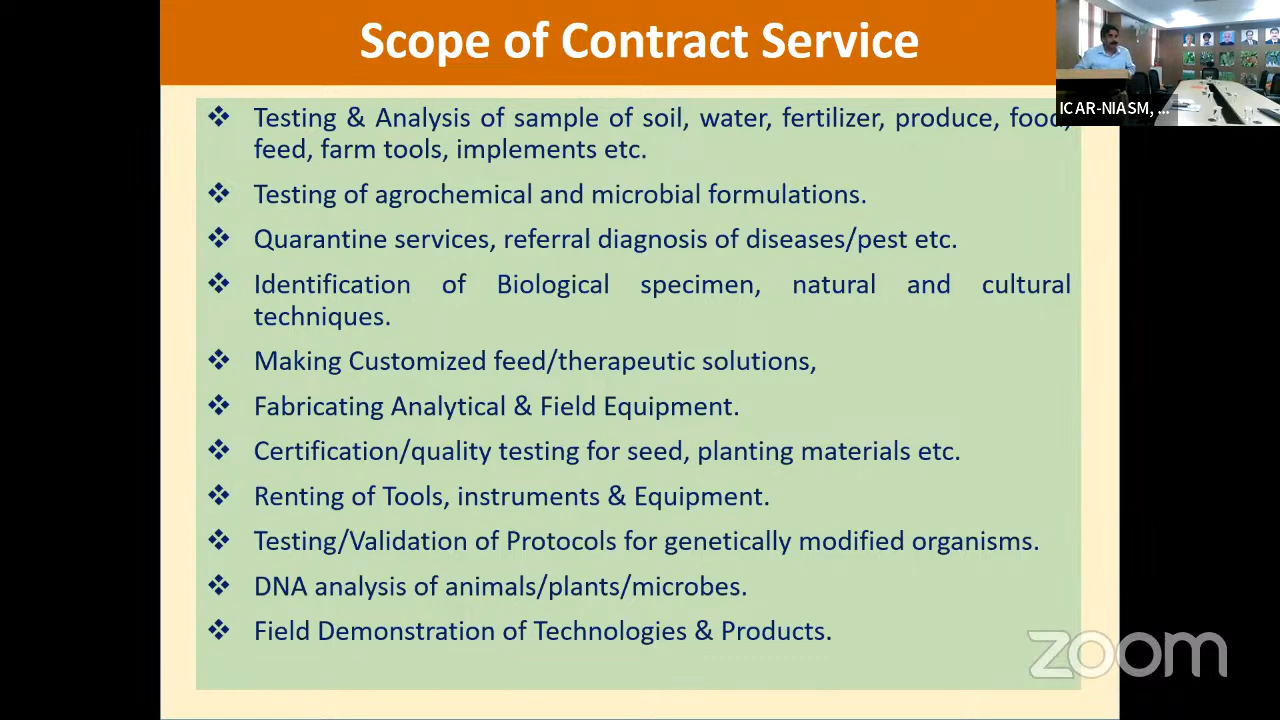 Scope of Contract Service
ICAR-NIASM, ...
❖ Testing & Analysis of sample of soil, water, fertilizer, produce, food,
feed, farm tools, implements etc.
❖ Testing of agrochemical and microbial formulations.
❖ Quarantine services, referral diagnosis of diseases/pest etc.
❖ Identification of Biological specimen, natural and cultural
techniques.
❖ Making Customized feed/therapeutic solutions,
❖ Fabricating Analytical & Field Equipment.
❖ Certification/quality testing for seed, planting materials etc.
❖ Renting of Tools, instruments & Equipment.
❖ Testing/Validation of Protocols for genetically modified organisms.
❖ DNA analysis of animals/plants/microbes.
❖ Field Demonstration of Technologies & Products.
zoom